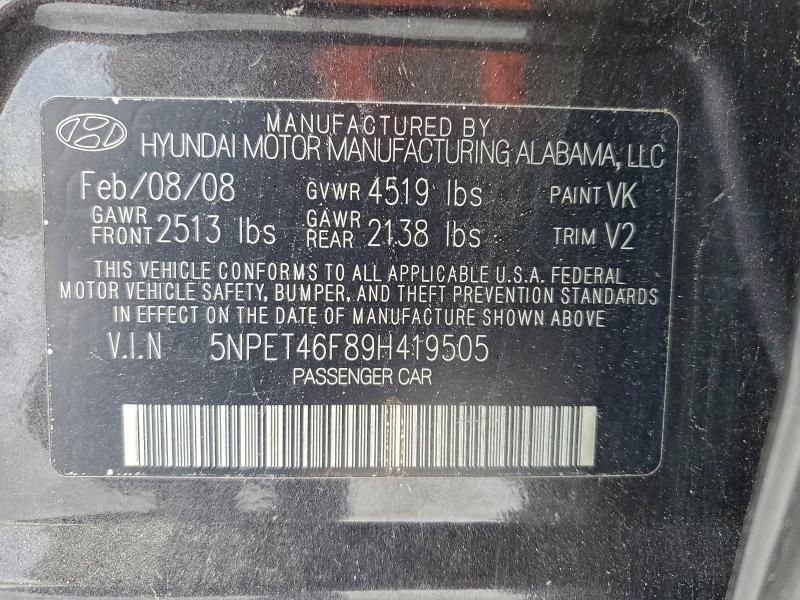 MANUFACTURED BY
HYUNDAI MOTOR MANUFACTURING ALABAMA, LLC
Feb/08/08 GVWR 4519 lbs PAINT VK
GAWR FRONT 2513 lbs GAWR REAR 2138 lbs TRIM V2
THIS VEHICLE CONFORMS TO ALL APPLICABLE U.S.A. FEDERAL
MOTOR VEHICLE SAFETY, BUMPER, AND THEFT PREVENTION STANDARDS
IN EFFECT ON THE DATE OF MANUFACTURE SHOWN ABOVE
V.I.N 5NPET46F89H419505
PASSENGER CAR